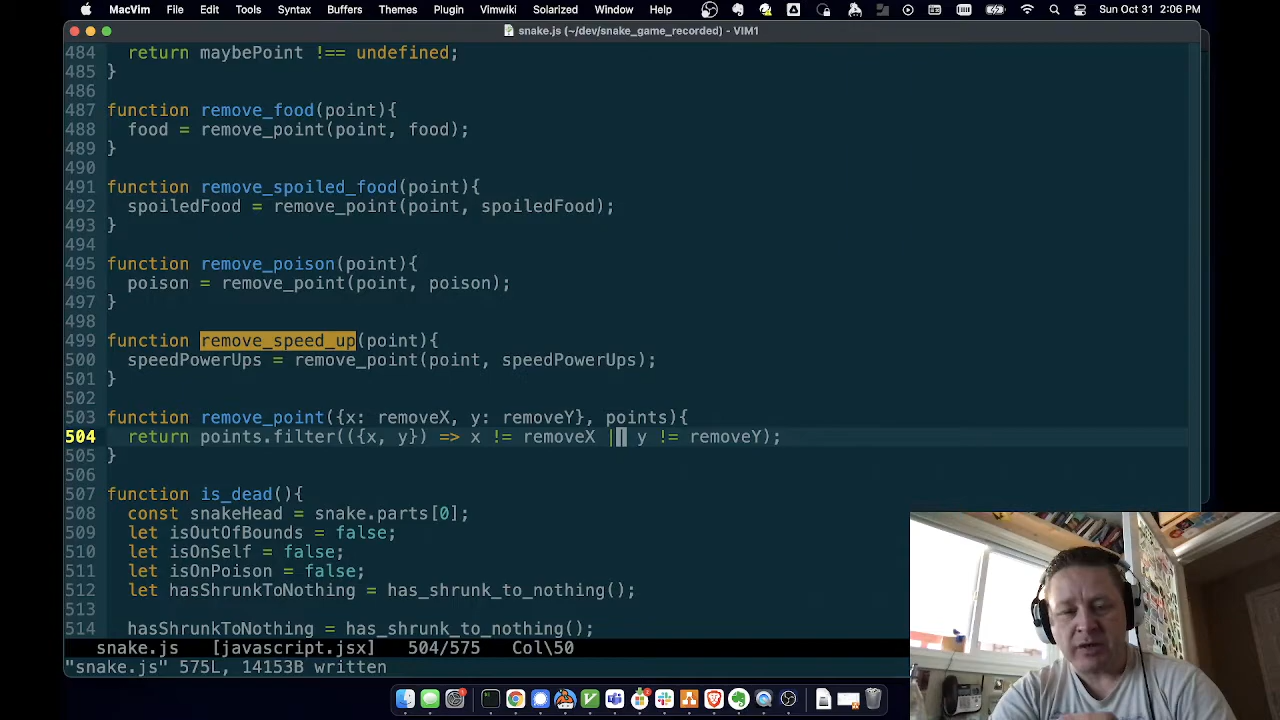 MacVim File Edit Tools Syntax Buffers Themes Plugin Vimwiki Solarized Window Help Sun Oct 31 2:06 PM
snake.js (~/dev/snake_game_recorded) - VIM1
484 return maybePoint !== undefined;
485 }
486
487 function remove_food(point){
488 food = remove_point(point, food);
489 }
490
491 function remove_spoiled_food(point){
492 spoiledFood = remove_point(point, spoiledFood);
493 }
494
495 function remove_poison(point){
496 poison = remove_point(point, poison);
497 }
498
499 function remove_speed_up(point){
500 speedPowerUps = remove_point(point, speedPowerUps);
501 }
502
503 function remove_point({x: removeX, y: removeY}, points){
504 return points.filter(({x, y}) => x != removeX || y != removeY);
505 }
506
507 function is_dead(){
508 const snakeHead = snake.parts[0];
509 let isOutOfBounds = false;
510 let isOnSelf = false;
511 let isOnPoison = false;
512 let hasShrunkToNothing = has_shrunk_to_nothing();
513
514 hasShrunkToNothing = has_shrunk_to_nothing();
snake.js [javascript.jsx] 504/575 Col\50
"snake.js" 575L, 14153B written